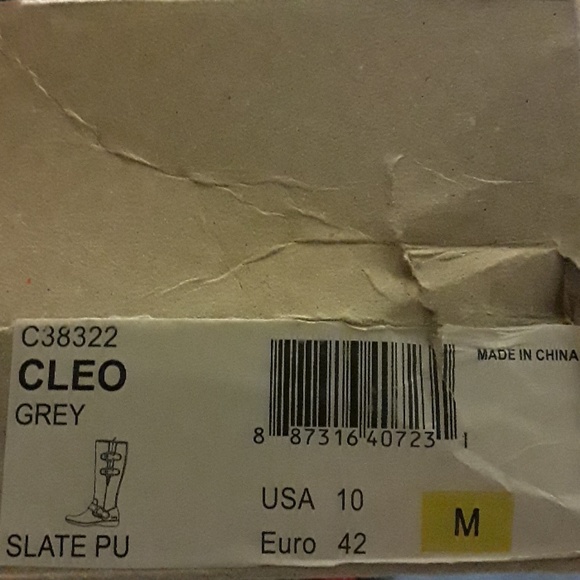 C38322
CLEO
GREY
SLATE PU
8 87316 40723 1
MADE IN CHINA
USA 10
Euro 42
M